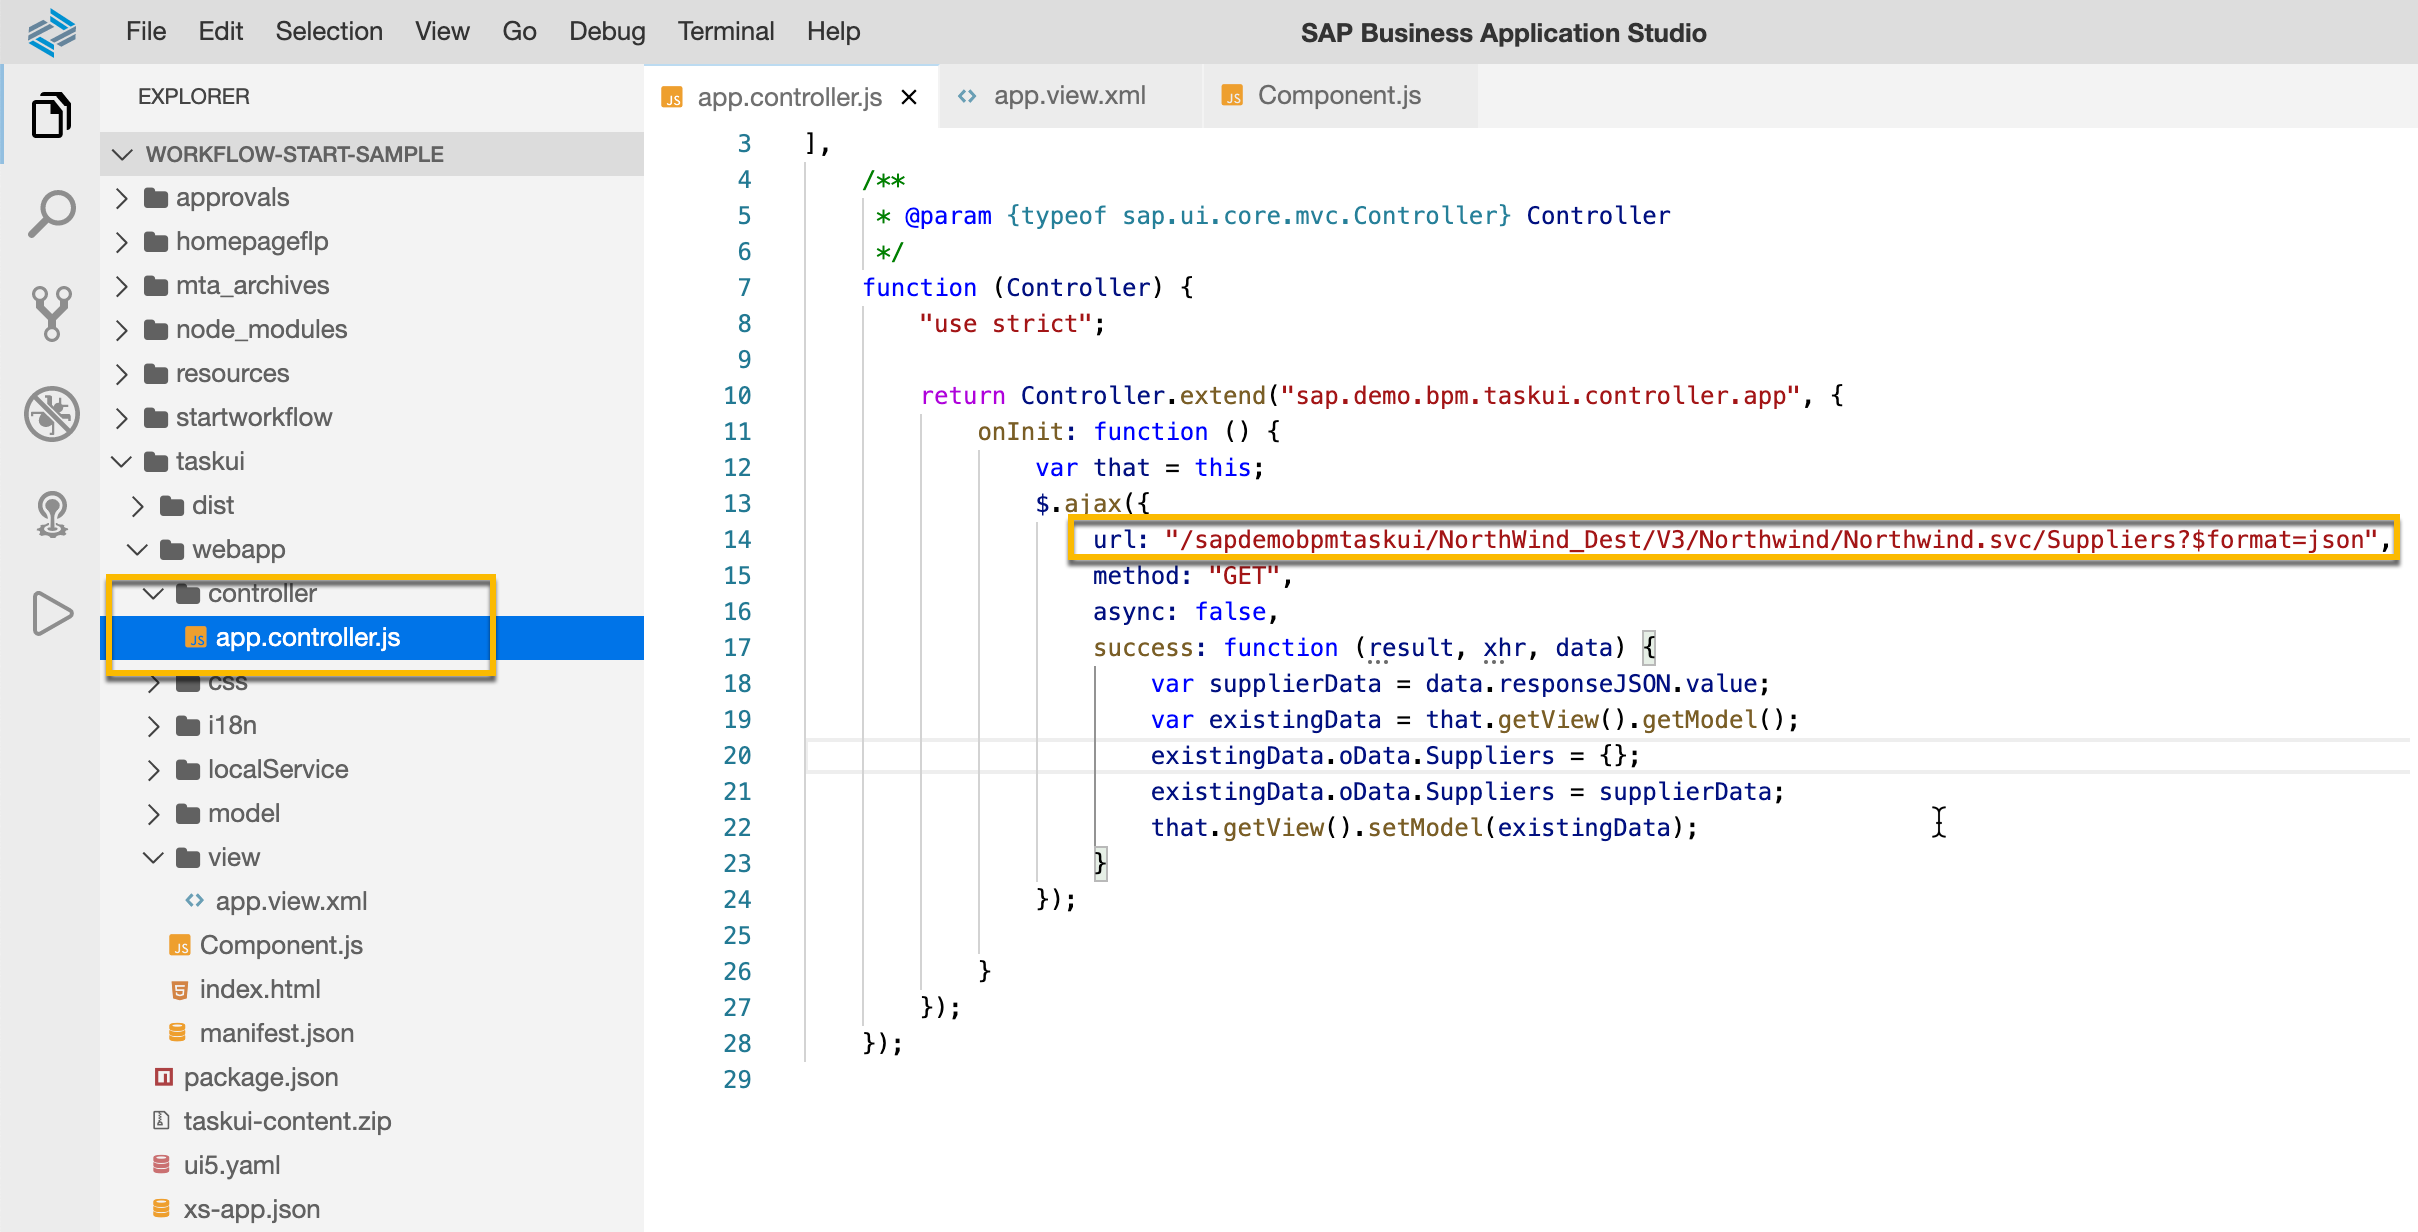 File Edit Selection View Go Debug Terminal Help
SAP Business Application Studio
EXPLORER
WORKFLOW-START-SAMPLE
approvals
homepageflp
mta_archives
node_modules
resources
startworkflow
taskui
dist
webapp
controller
JS app.controller.js
css
i18n
localService
model
view
<> app.view.xml
JS Component.js
5 index.html
manifest.json
package.json
taskui-content.zip
ui5.yaml
xs-app.json
JS app.controller.js ×
<> app.view.xml
JS Component.js
3 ],
4 /**
5 * @param {typeof sap.ui.core.mvc.Controller} Controller
6 */
7 function (Controller) {
8 "use strict";
9
10 return Controller.extend("sap.demo.bpm.taskui.controller.app", {
11 onInit: function () {
12 var that = this;
13 $.ajax({
14 url: "/sapdemobpmtaskui/NorthWind_Dest/V3/Northwind/Northwind.svc/Suppliers?$format=json",
15 method: "GET",
16 async: false,
17 success: function (result, xhr, data) {
18 var supplierData = data.responseJSON.value;
19 var existingData = that.getView().getModel();
20 existingData.oData.Suppliers = {};
21 existingData.oData.Suppliers = supplierData;
22 that.getView().setModel(existingData);
23 }
24 });
25
26 }
27 });
28 });
29